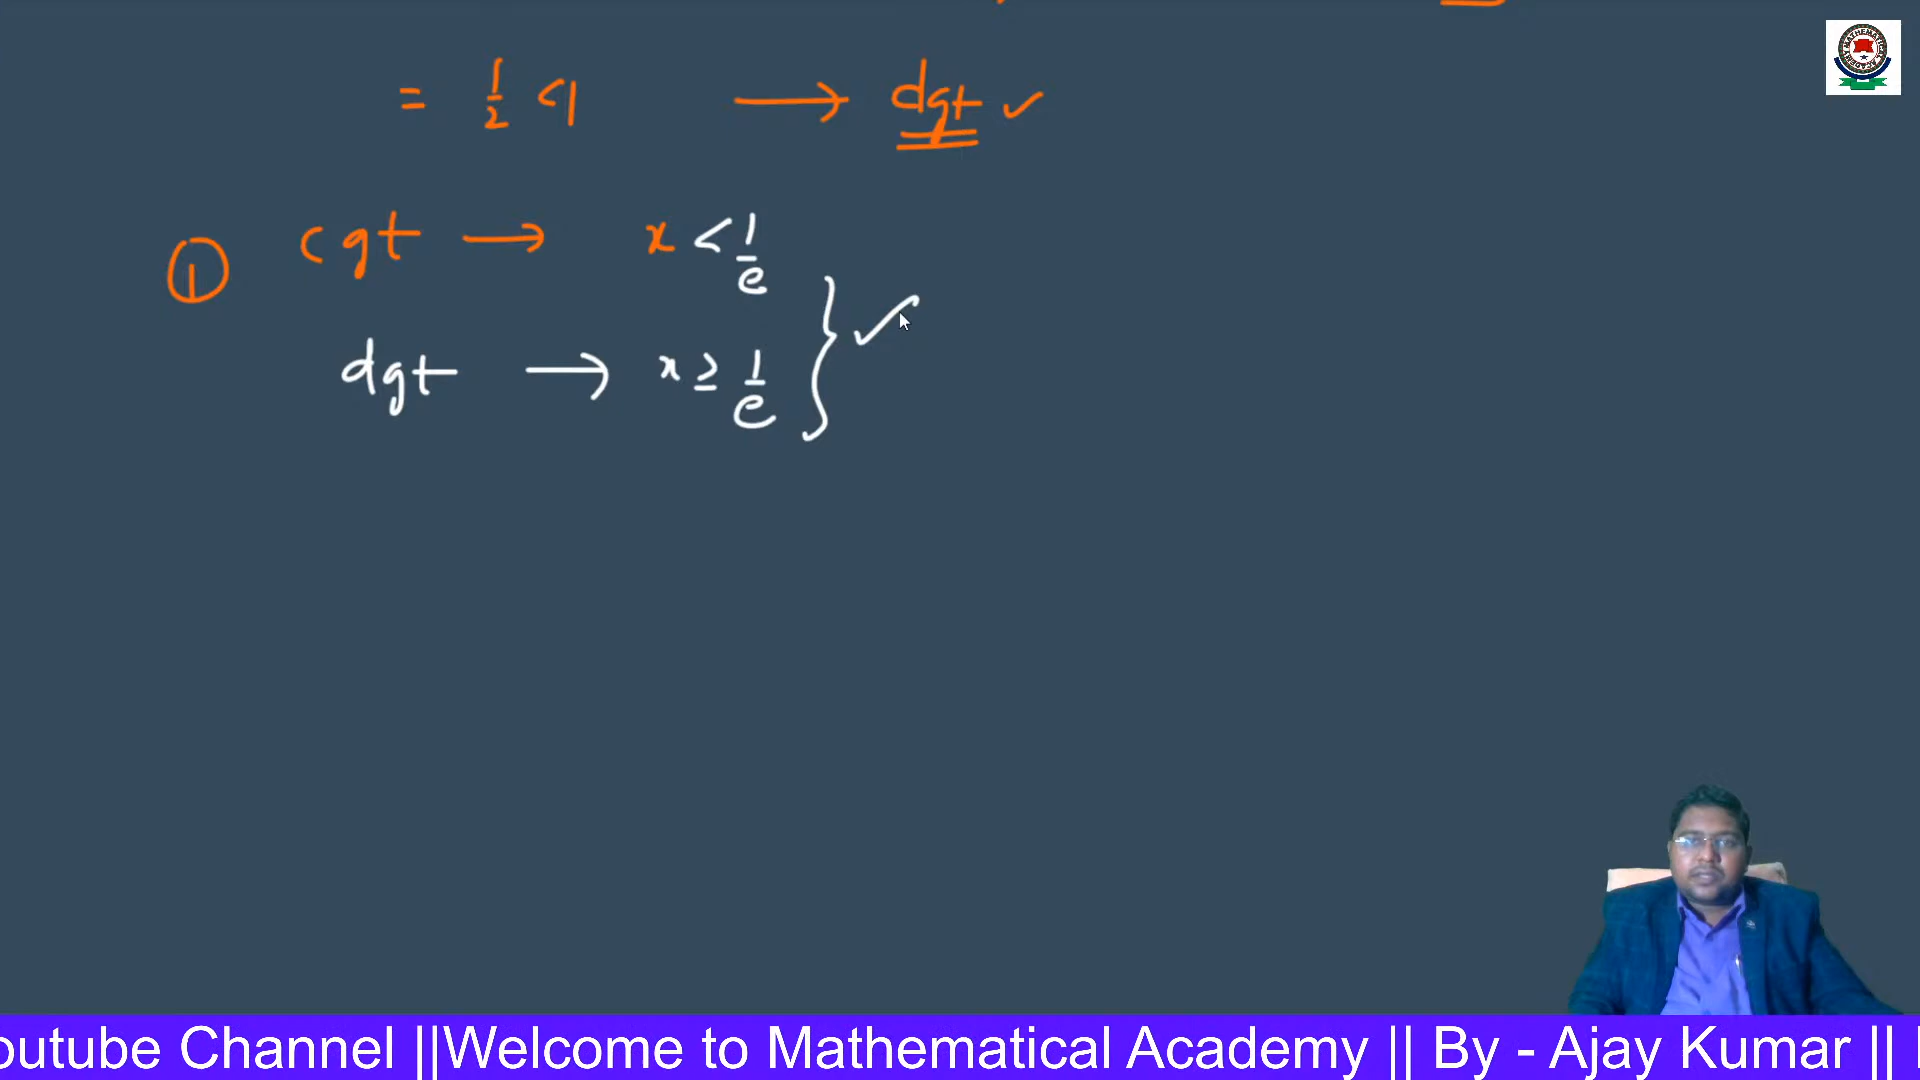 = 1/2 < 1 → dgt ✓
① cgt → x < 1/e
dgt → x ≥ 1/e } ✓
outube Channel ||Welcome to Mathematical Academy || By - Ajay Kumar ||